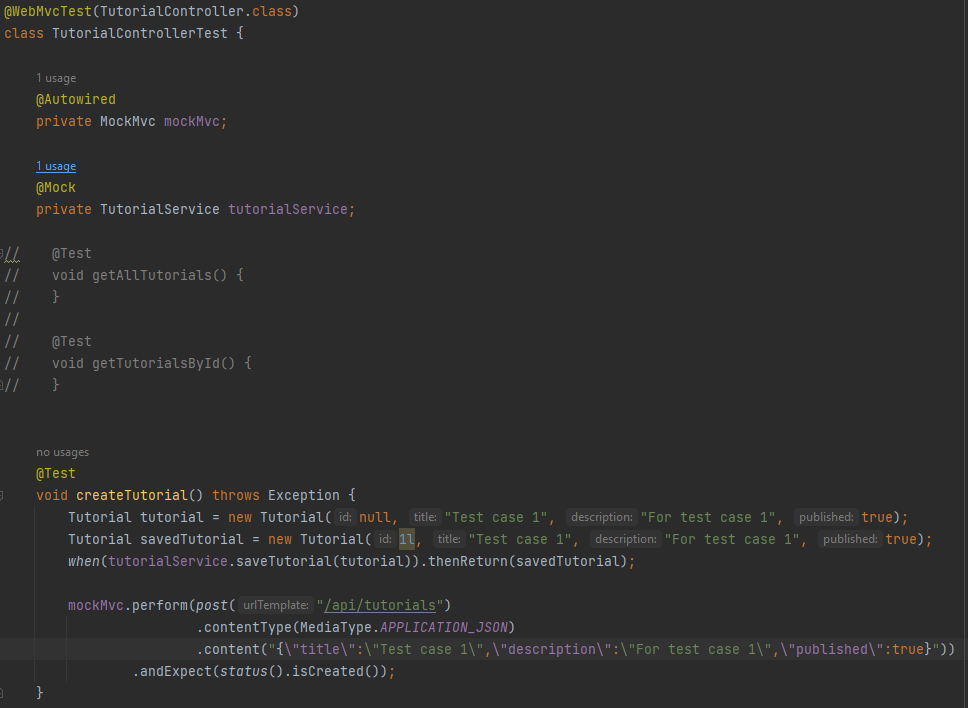 @WebMvcTest(TutorialController.class)
class TutorialControllerTest {
1 usage
@Autowired
private MockMvc mockMvc;
1 usage
@Mock
private TutorialService tutorialService;
//    @Test
//    void getAllTutorials() {
//    }
//
//    @Test
//    void getTutorialsById() {
//    }
no usages
@Test
void createTutorial() throws Exception {
Tutorial tutorial = new Tutorial( id: null, title: "Test case 1", description: "For test case 1", published: true);
Tutorial savedTutorial = new Tutorial( id: 1l, title: "Test case 1", description: "For test case 1", published: true);
when(tutorialService.saveTutorial(tutorial)).thenReturn(savedTutorial);
mockMvc.perform(post( urlTemplate: "/api/tutorials")
.contentType(MediaType.APPLICATION_JSON)
.content("{\"title\":\"Test case 1\",\"description\":\"For test case 1\",\"published\":true}"))
.andExpect(status().isCreated());
}